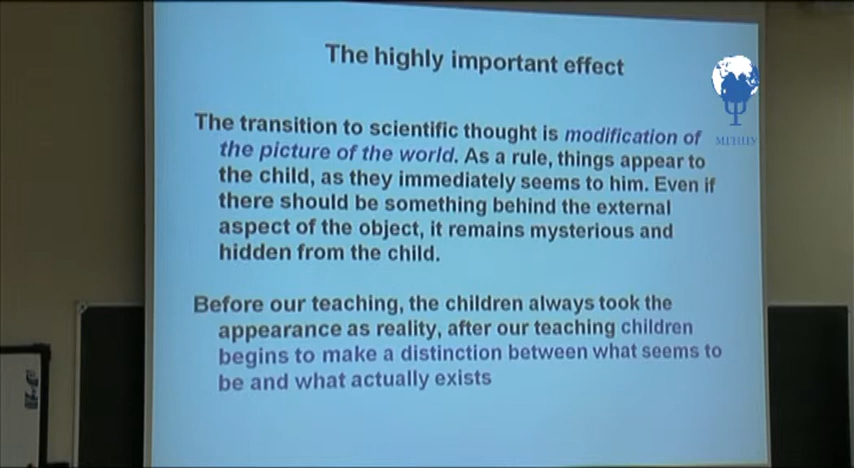 The highly important effect
The transition to scientific thought is modification of
the picture of the world. As a rule, things appear to
the child, as they immediately seems to him. Even if
there should be something behind the external
aspect of the object, it remains mysterious and
hidden from the child.
Before our teaching, the children always took the
appearance as reality, after our teaching children
begins to make a distinction between what seems to
be and what actually exists
МГППУ